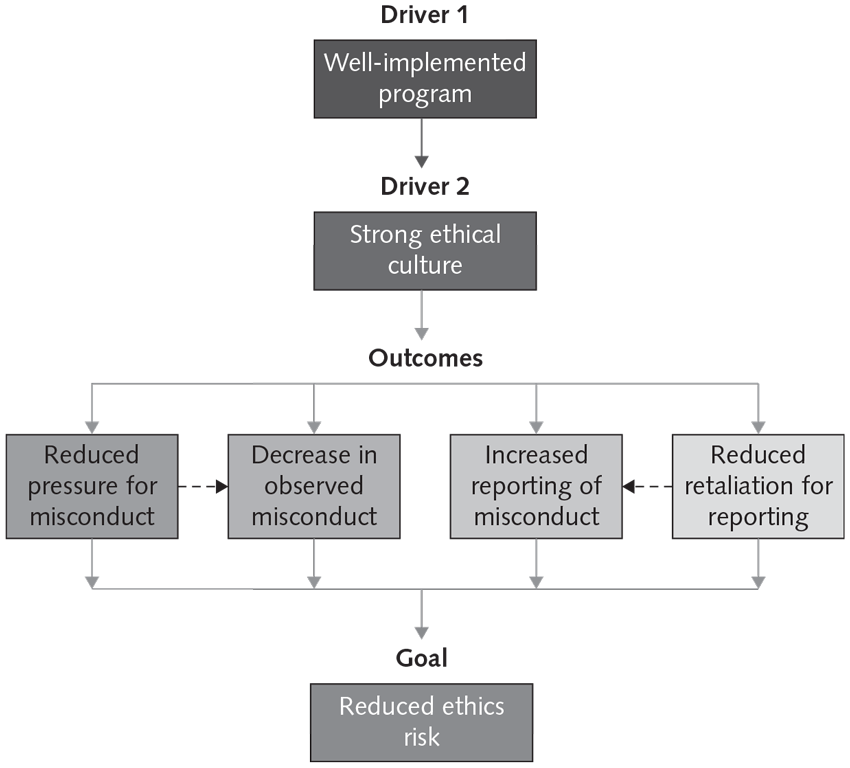 Driver 1
Well-implemented
program
Driver 2
Strong ethical
culture
Outcomes
Reduced
pressure for
misconduct
Decrease in
observed
misconduct
Increased
reporting of
misconduct
Reduced
retaliation for
reporting
Goal
Reduced ethics
risk